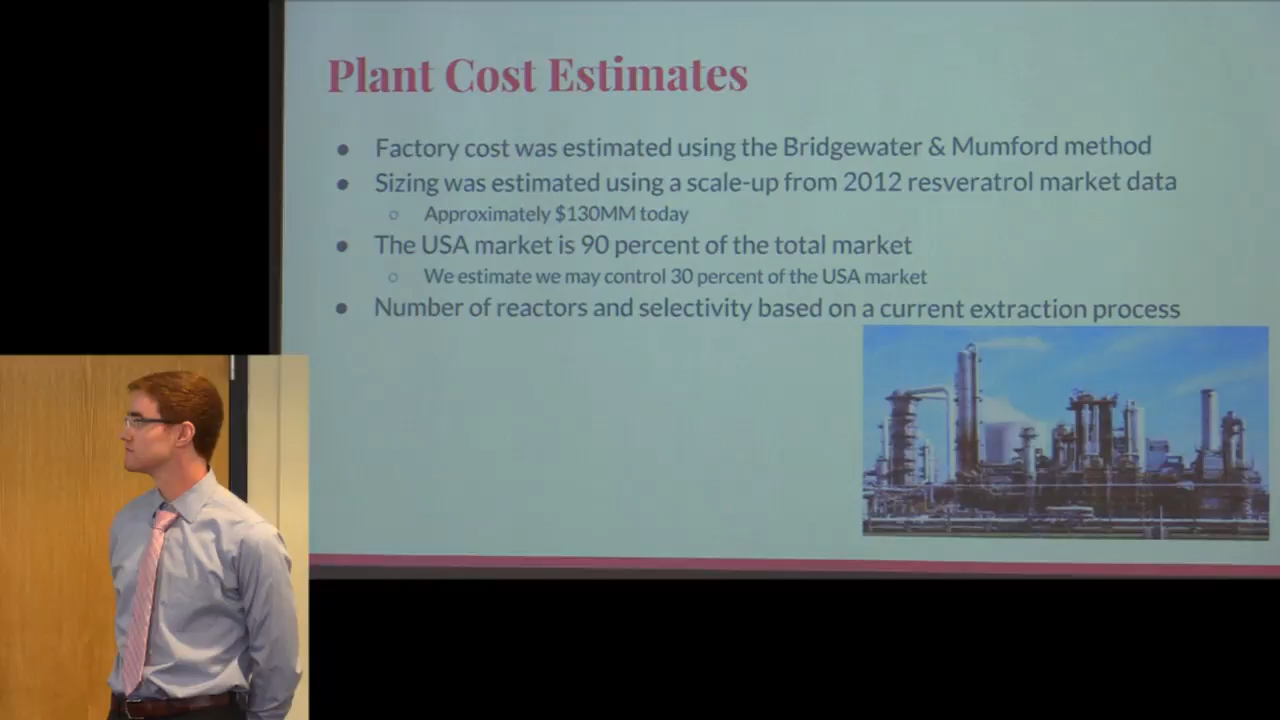 Plant Cost Estimates
● Factory cost was estimated using the Bridgewater & Mumford method
● Sizing was estimated using a scale-up from 2012 resveratrol market data
○ Approximately $130MM today
● The USA market is 90 percent of the total market
○ We estimate we may control 30 percent of the USA market
● Number of reactors and selectivity based on a current extraction process